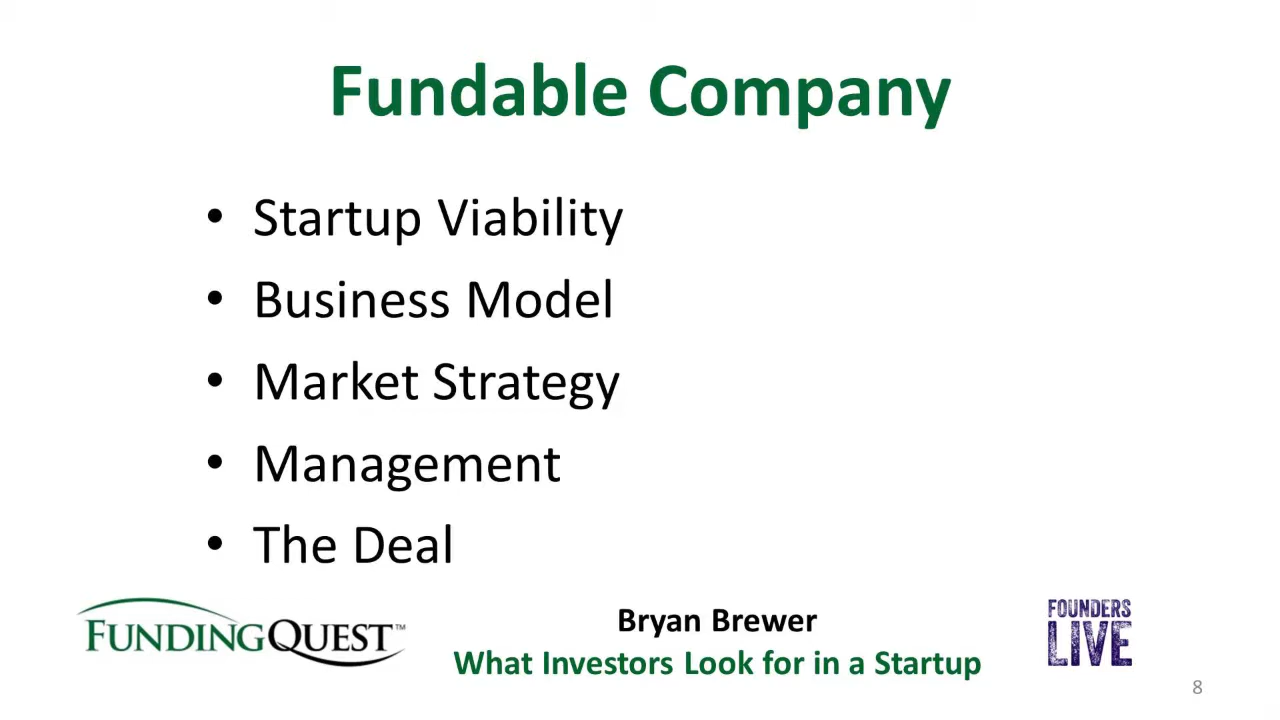 Fundable Company
• Startup Viability
• Business Model
• Market Strategy
• Management
• The Deal
FUNDINGQUEST™
Bryan Brewer
What Investors Look for in a Startup
FOUNDERS
LIVE
8